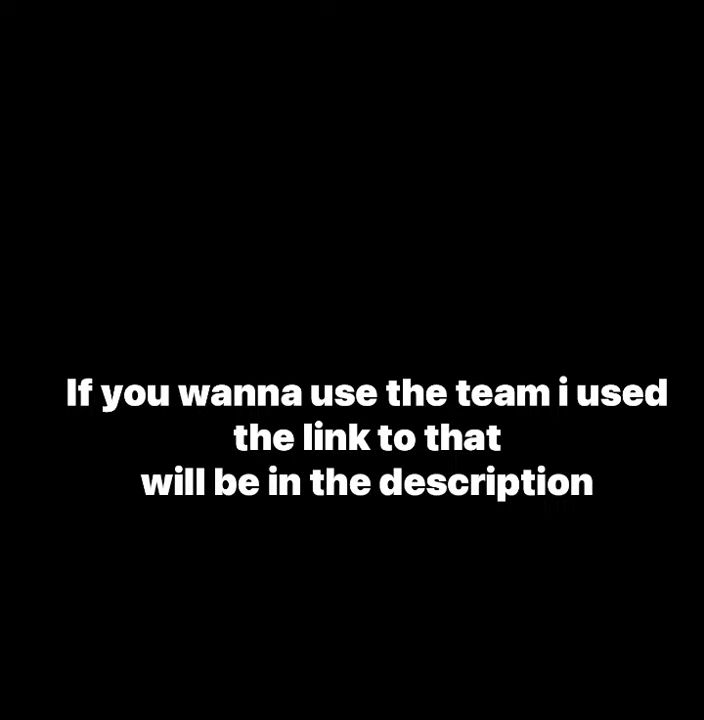 If you wanna use the team i used
the link to that
will be in the description